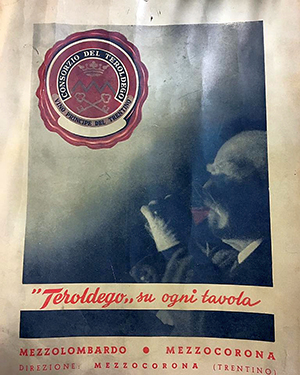 CONSORZIO DEL TEROLDEGO
VINO PRINCIPE DEL TRENTINO
"Teroldego„ su ogni tavola
MEZZOLOMBARDO • MEZZOCORONA
DIREZIONE: MEZZOCORONA (TRENTINO)